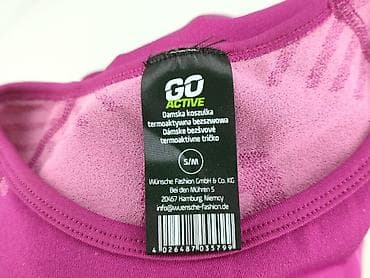 GO
ACTIVE
Damska koszulka
termoaktywna bezszwowa
Dámske bezšvové
termoaktívne tričko
S/M
Wünsche Fashion GmbH & Co. KG
Bei den Mühren 5
20457 Hamburg, Niemcy
info@wuensche-fashion.de
4 026487 035799